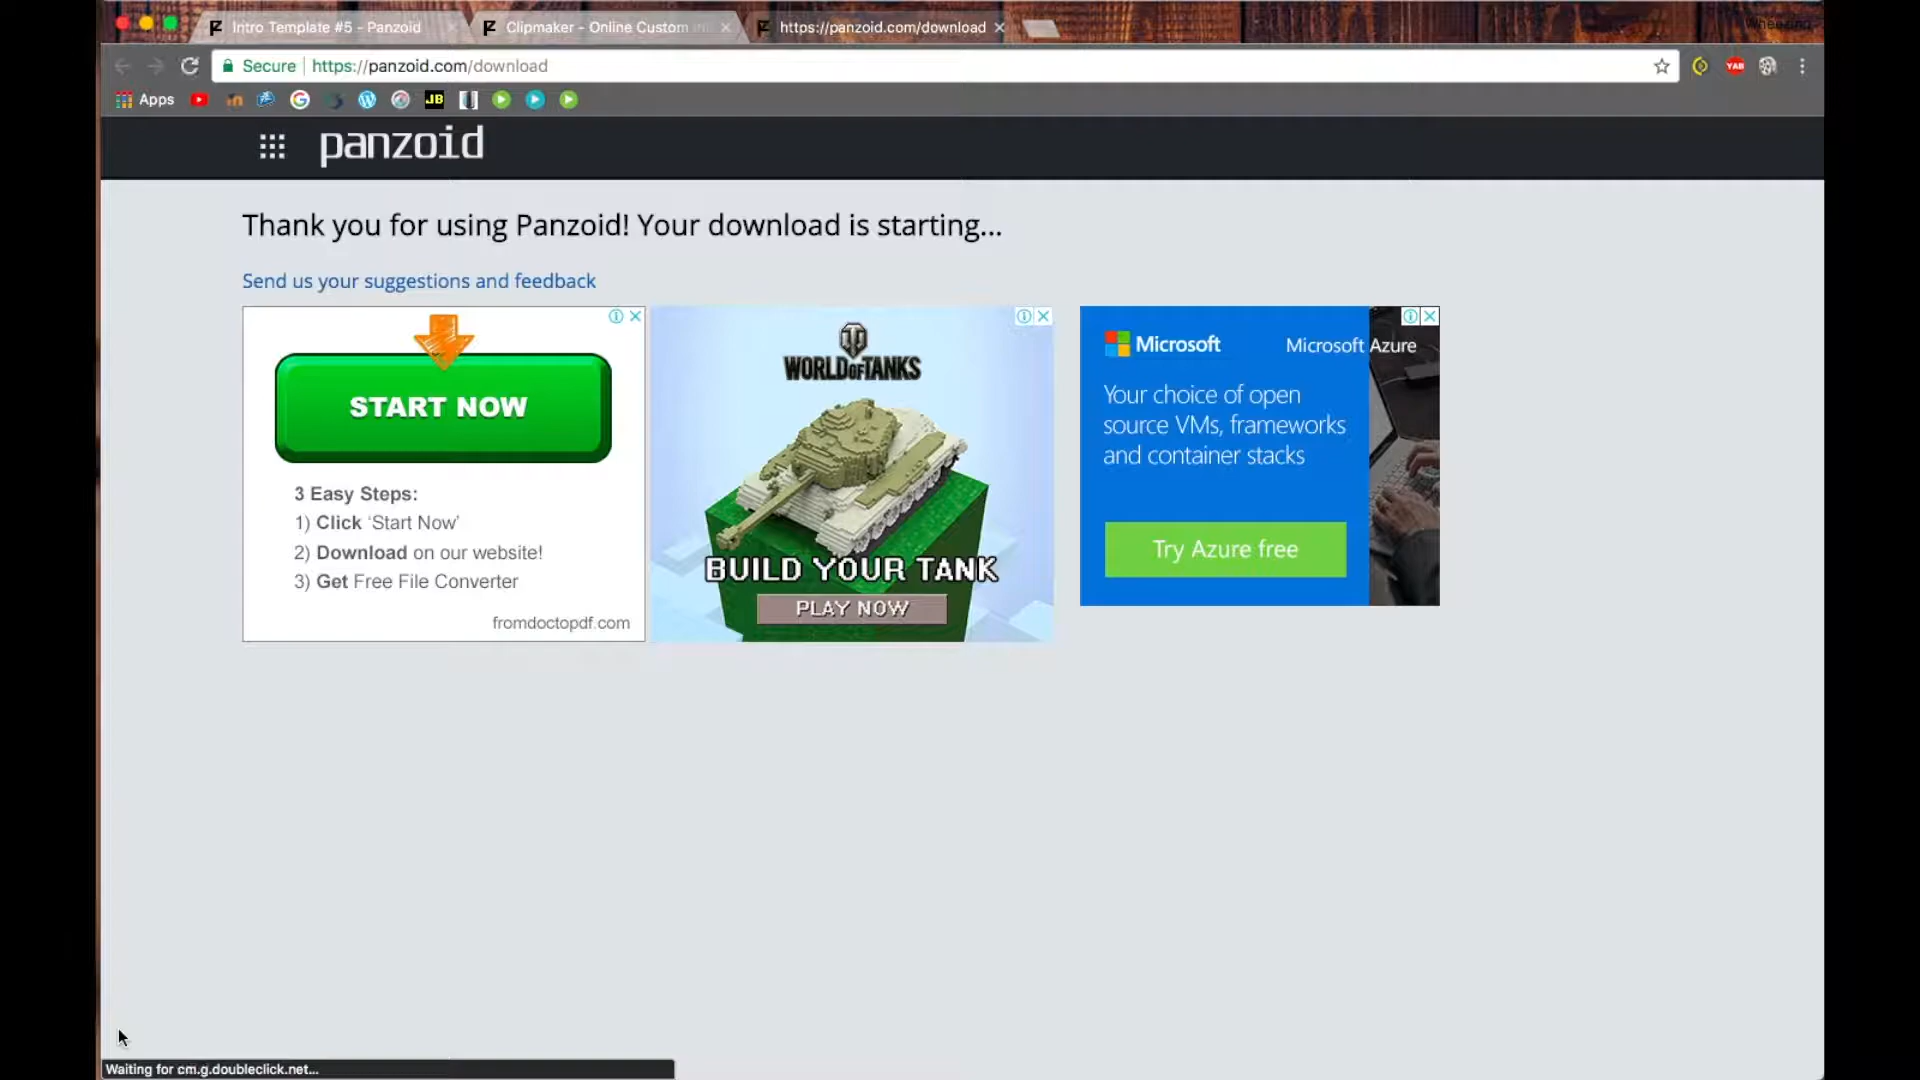 Intro Template #5 - Panzoid
Clipmaker - Online Custom
https://panzoid.com/download
Secure
https://panzoid.com/download
Apps
JB
YAB
panzoid
Thank you for using Panzoid! Your download is starting...
Send us your suggestions and feedback
START NOW
3 Easy Steps:
1) Click ‘Start Now’
2) Download on our website!
3) Get Free File Converter
fromdoctopdf.com
WORLD OF TANKS
BUILD YOUR TANK
PLAY NOW
Microsoft
Microsoft Azure
Your choice of open
source VMs, frameworks
and container stacks
Try Azure free
Waiting for cm.g.doubleclick.net...